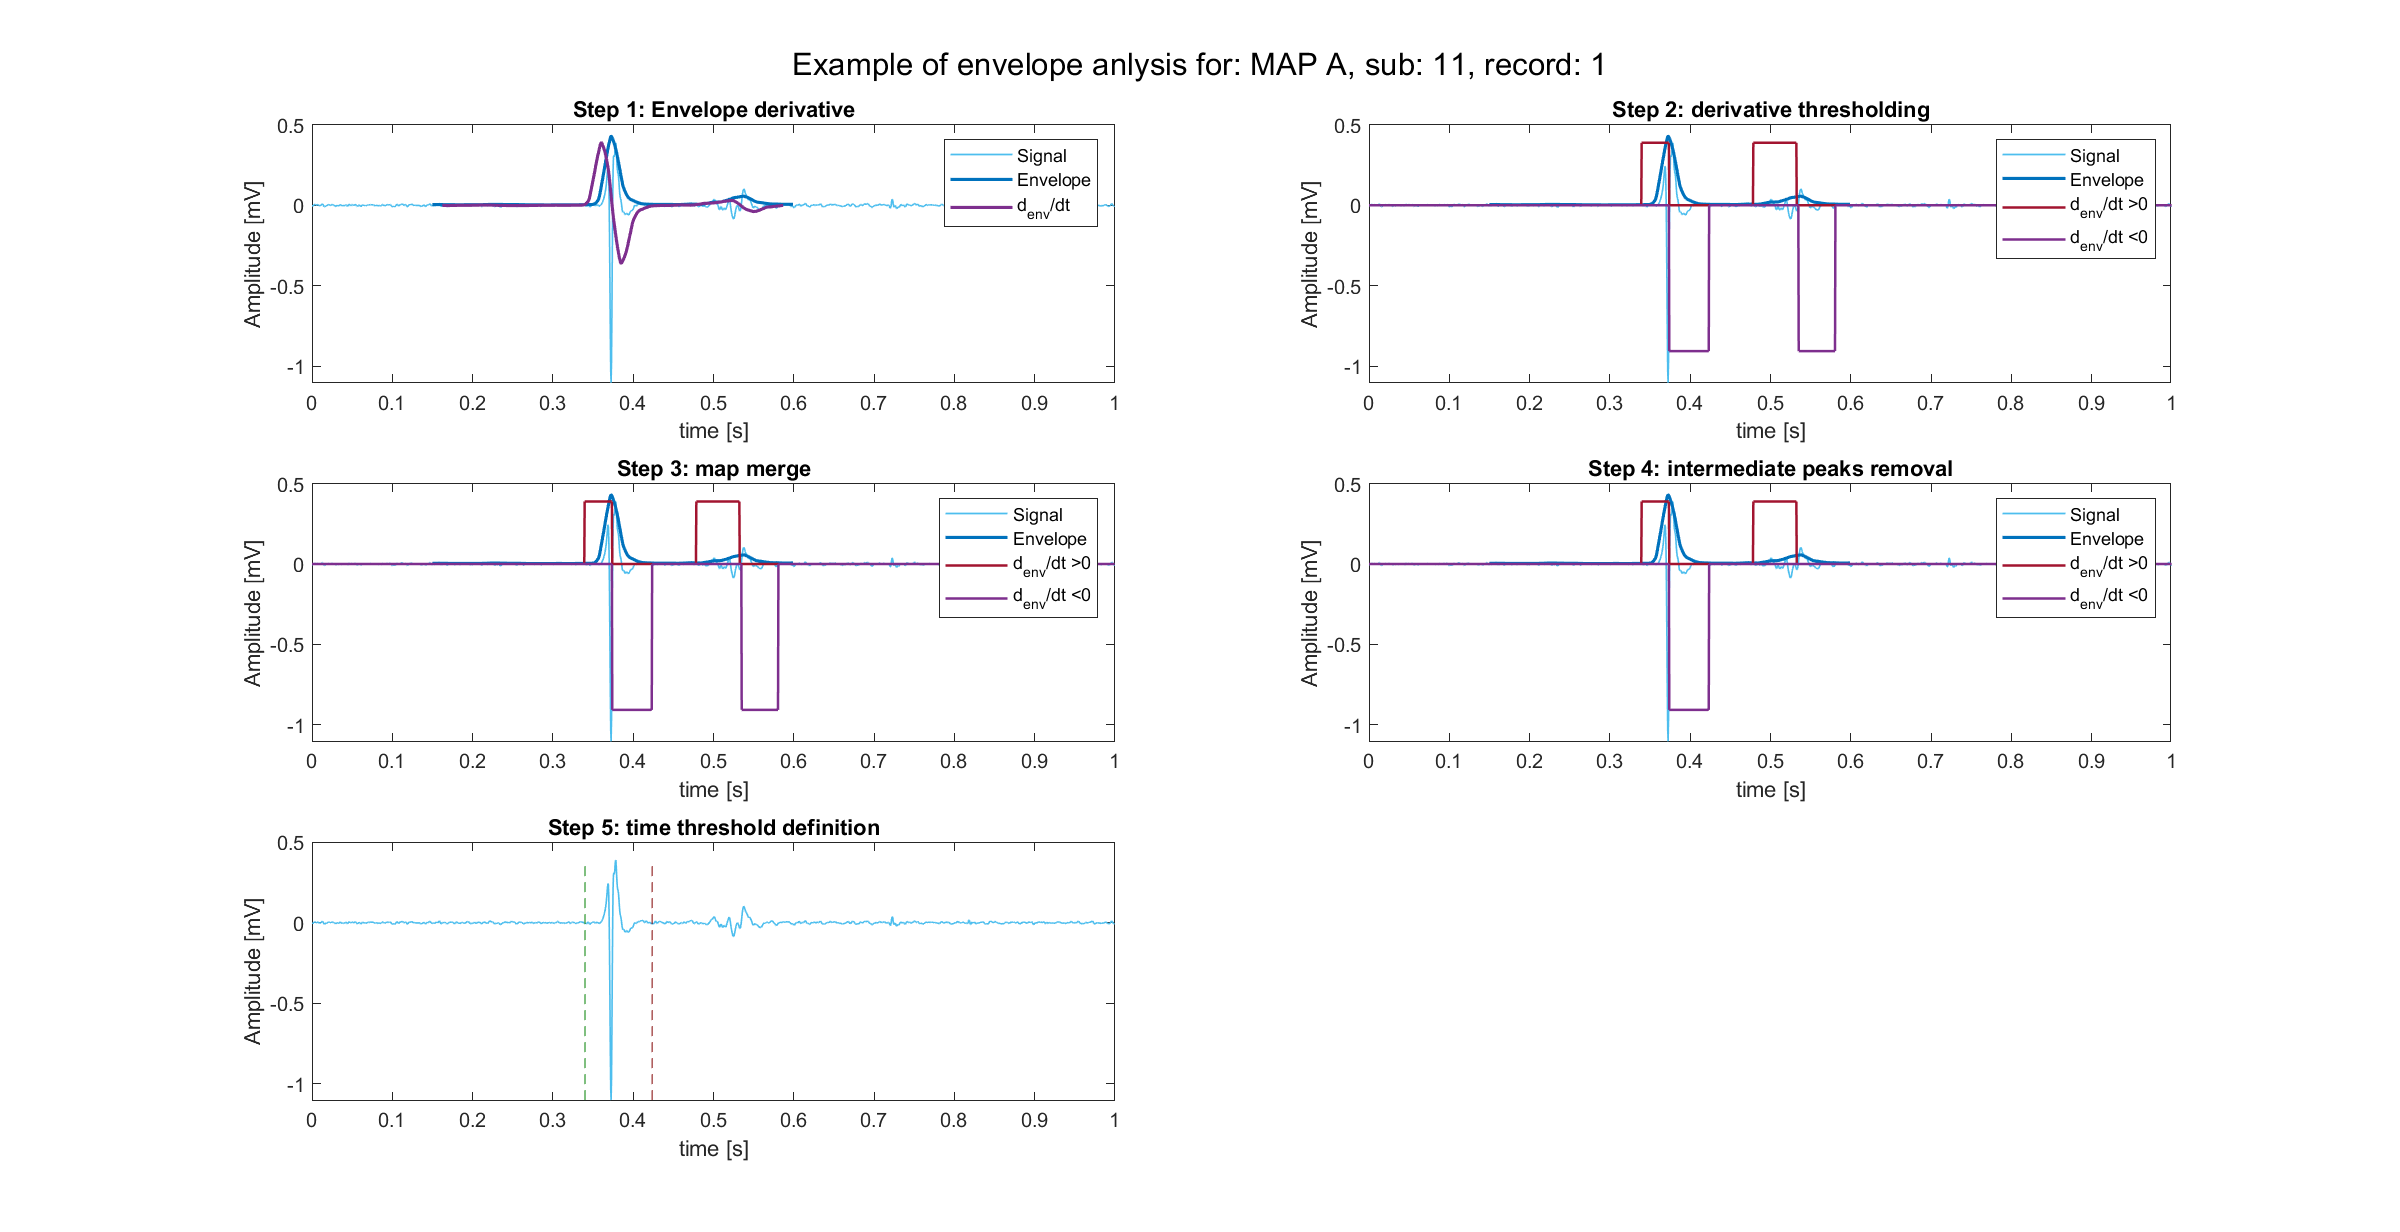 Example of envelope anlysis for: MAP A, sub: 11, record: 1
Step 1: Envelope derivative
0.5
0
-0.5
-1
Amplitude [mV]
Signal
Envelope
d_env/dt
0 0.1 0.2 0.3 0.4 0.5 0.6 0.7 0.8 0.9 1
time [s]
Step 2: derivative thresholding
0.5
0
-0.5
-1
Amplitude [mV]
Signal
Envelope
d_env/dt >0
d_env/dt <0
0 0.1 0.2 0.3 0.4 0.5 0.6 0.7 0.8 0.9 1
time [s]
Step 3: map merge
0.5
0
-0.5
-1
Amplitude [mV]
Signal
Envelope
d_env/dt >0
d_env/dt <0
0 0.1 0.2 0.3 0.4 0.5 0.6 0.7 0.8 0.9 1
time [s]
Step 4: intermediate peaks removal
0.5
0
-0.5
-1
Amplitude [mV]
Signal
Envelope
d_env/dt >0
d_env/dt <0
0 0.1 0.2 0.3 0.4 0.5 0.6 0.7 0.8 0.9 1
time [s]
Step 5: time threshold definition
0.5
0
-0.5
-1
Amplitude [mV]
0 0.1 0.2 0.3 0.4 0.5 0.6 0.7 0.8 0.9 1
time [s]